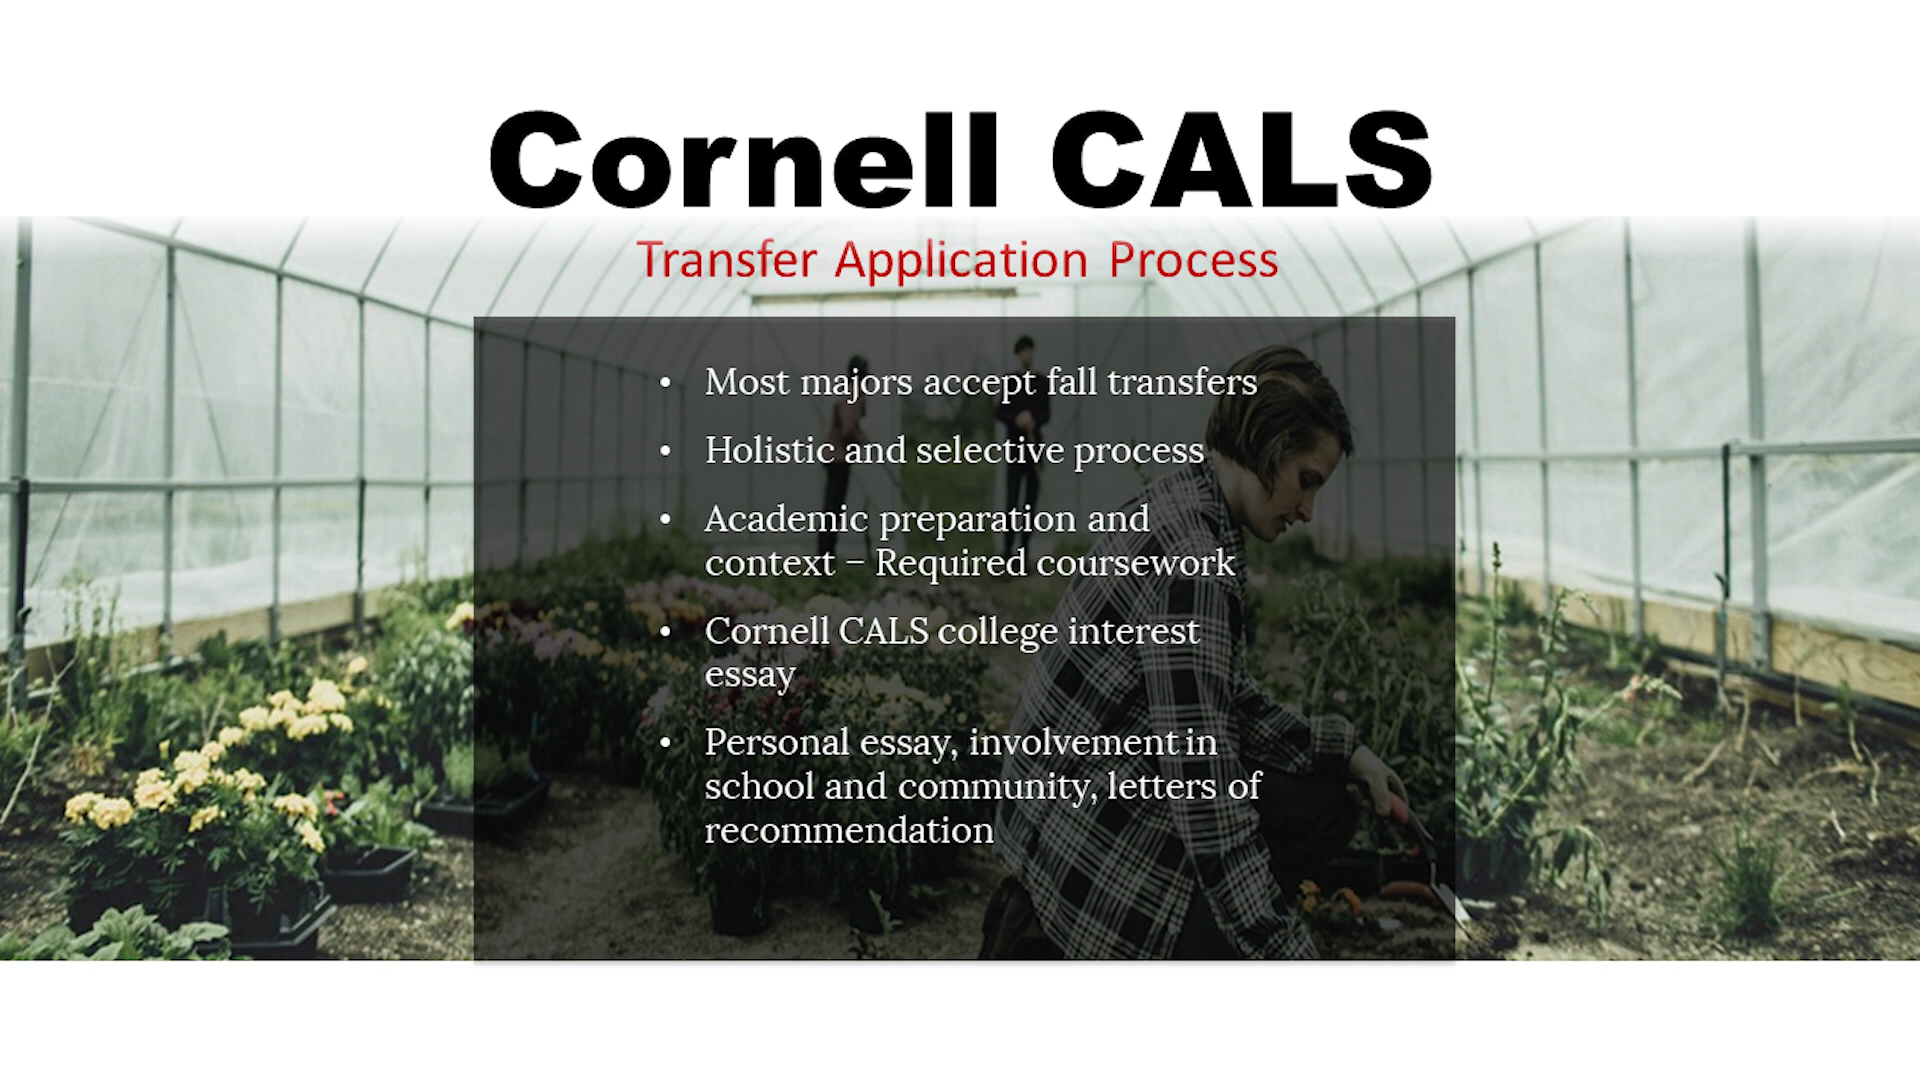 Cornell CALS
Transfer Application Process
• Most majors accept fall transfers
• Holistic and selective process
• Academic preparation and
context – Required coursework
• Cornell CALS college interest
essay
• Personal essay, involvement in
school and community, letters of
recommendation